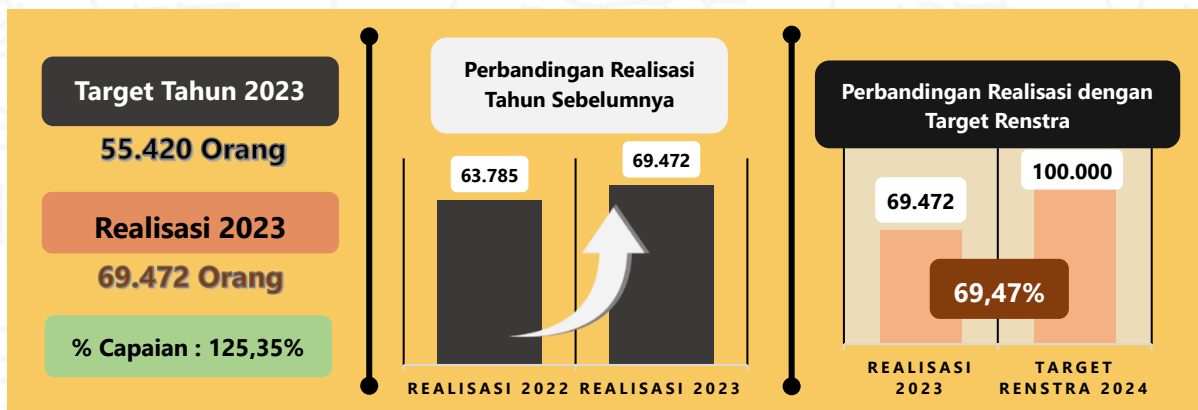 Target Tahun 2023
55.420 Orang
Realisasi 2023
69.472 Orang
% Capaian : 125,35%
Perbandingan Realisasi
Tahun Sebelumnya
63.785
69.472
REALISASI 2022
REALISASI 2023
Perbandingan Realisasi dengan
Target Renstra
69.472
100.000
69,47%
REALISASI
2023
TARGET
RENSTRA 2024